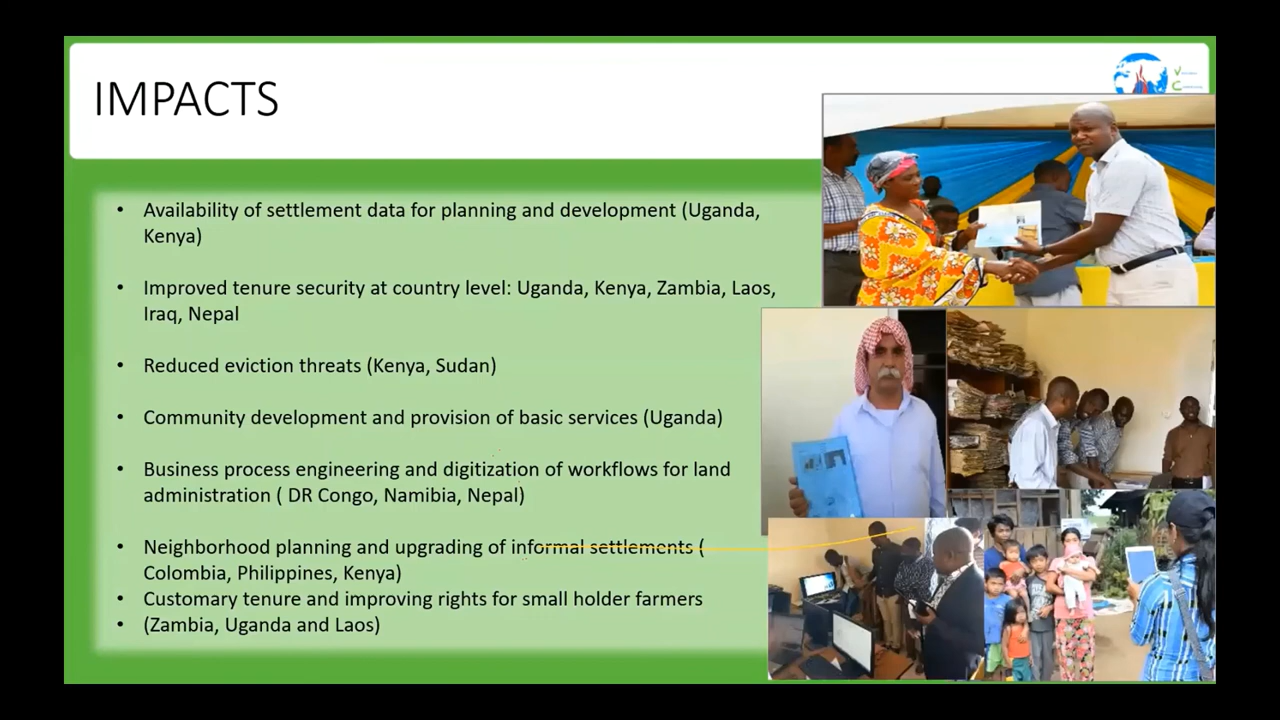 IMPACTS
• Availability of settlement data for planning and development (Uganda,
Kenya)
• Improved tenure security at country level: Uganda, Kenya, Zambia, Laos,
Iraq, Nepal
• Reduced eviction threats (Kenya, Sudan)
• Community development and provision of basic services (Uganda)
• Business process engineering and digitization of workflows for land
administration ( DR Congo, Namibia, Nepal)
• Neighborhood planning and upgrading of informal settlements (
Colombia, Philippines, Kenya)
• Customary tenure and improving rights for small holder farmers
• (Zambia, Uganda and Laos)